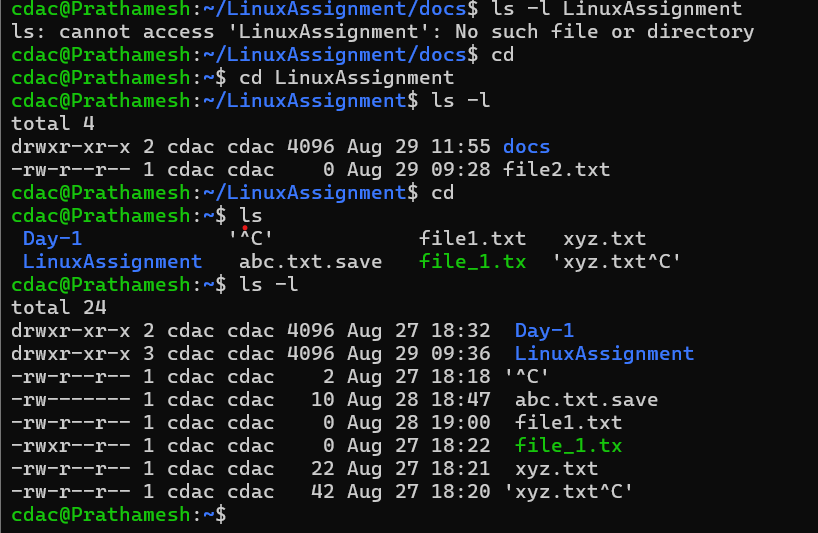 cdac@Prathamesh:~/LinuxAssignment/docs$ ls -l LinuxAssignment
ls: cannot access 'LinuxAssignment': No such file or directory
cdac@Prathamesh:~/LinuxAssignment/docs$ cd
cdac@Prathamesh:~$ cd LinuxAssignment
cdac@Prathamesh:~/LinuxAssignment$ ls -l
total 4
drwxr-xr-x 2 cdac cdac 4096 Aug 29 11:55 docs
-rw-r--r-- 1 cdac cdac    0 Aug 29 09:28 file2.txt
cdac@Prathamesh:~/LinuxAssignment$ cd
cdac@Prathamesh:~$ ls
 Day-1            '^C'            file1.txt   xyz.txt
 LinuxAssignment   abc.txt.save   file_1.tx  'xyz.txt^C'
cdac@Prathamesh:~$ ls -l
total 24
drwxr-xr-x 2 cdac cdac 4096 Aug 27 18:32  Day-1
drwxr-xr-x 3 cdac cdac 4096 Aug 29 09:36  LinuxAssignment
-rw-r--r-- 1 cdac cdac    2 Aug 27 18:18 '^C'
-rw------- 1 cdac cdac   10 Aug 28 18:47  abc.txt.save
-rw-r--r-- 1 cdac cdac    0 Aug 28 19:00  file1.txt
-rwxr--r-- 1 cdac cdac    0 Aug 27 18:22  file_1.tx
-rw-r--r-- 1 cdac cdac   22 Aug 27 18:21  xyz.txt
-rw-r--r-- 1 cdac cdac   42 Aug 27 18:20 'xyz.txt^C'
cdac@Prathamesh:~$